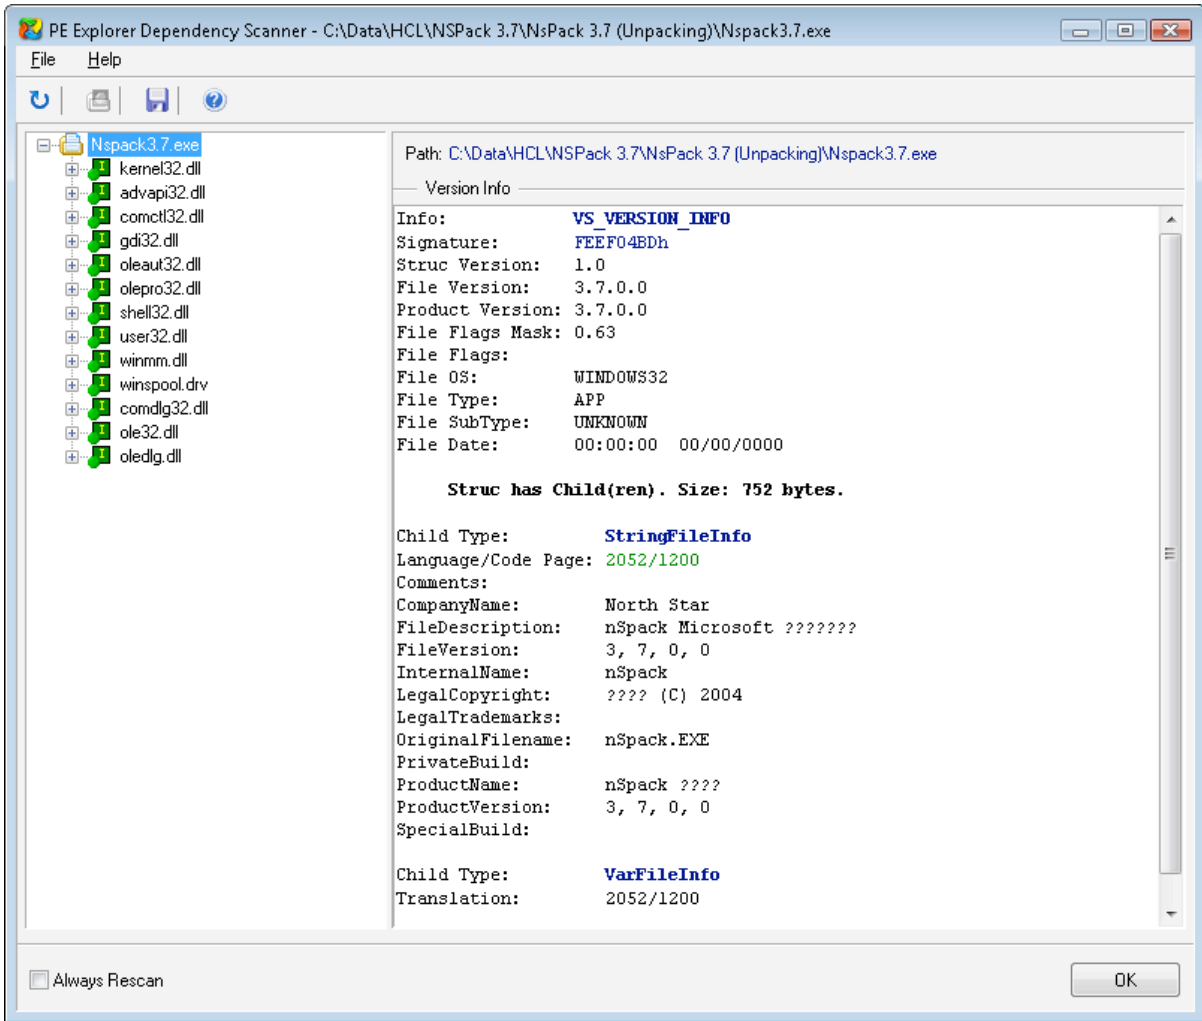 PE Explorer Dependency Scanner - C:\Data\HCL\NSPack 3.7\NsPack 3.7 (Unpacking)\Nspack3.7.exe
File Help
Nspack3.7.exe
kernel32.dll
advapi32.dll
comctl32.dll
gdi32.dll
oleaut32.dll
olepro32.dll
shell32.dll
user32.dll
winmm.dll
winspool.drv
comdlg32.dll
ole32.dll
oledlg.dll
Path: C:\Data\HCL\NSPack 3.7\NsPack 3.7 (Unpacking)\Nspack3.7.exe
Version Info
Info: VS_VERSION_INFO
Signature: FEEF04BDh
Struc Version: 1.0
File Version: 3.7.0.0
Product Version: 3.7.0.0
File Flags Mask: 0.63
File Flags:
File OS: WINDOWS32
File Type: APP
File SubType: UNKNOWN
File Date: 00:00:00 00/00/0000
Struc has Child(ren). Size: 752 bytes.
Child Type: StringFileInfo
Language/Code Page: 2052/1200
Comments:
CompanyName: North Star
FileDescription: nSpack Microsoft ???????
FileVersion: 3, 7, 0, 0
InternalName: nSpack
LegalCopyright: ???? (C) 2004
LegalTrademarks:
OriginalFilename: nSpack.EXE
PrivateBuild:
ProductName: nSpack ????
ProductVersion: 3, 7, 0, 0
SpecialBuild:
Child Type: VarFileInfo
Translation: 2052/1200
Always Rescan
OK